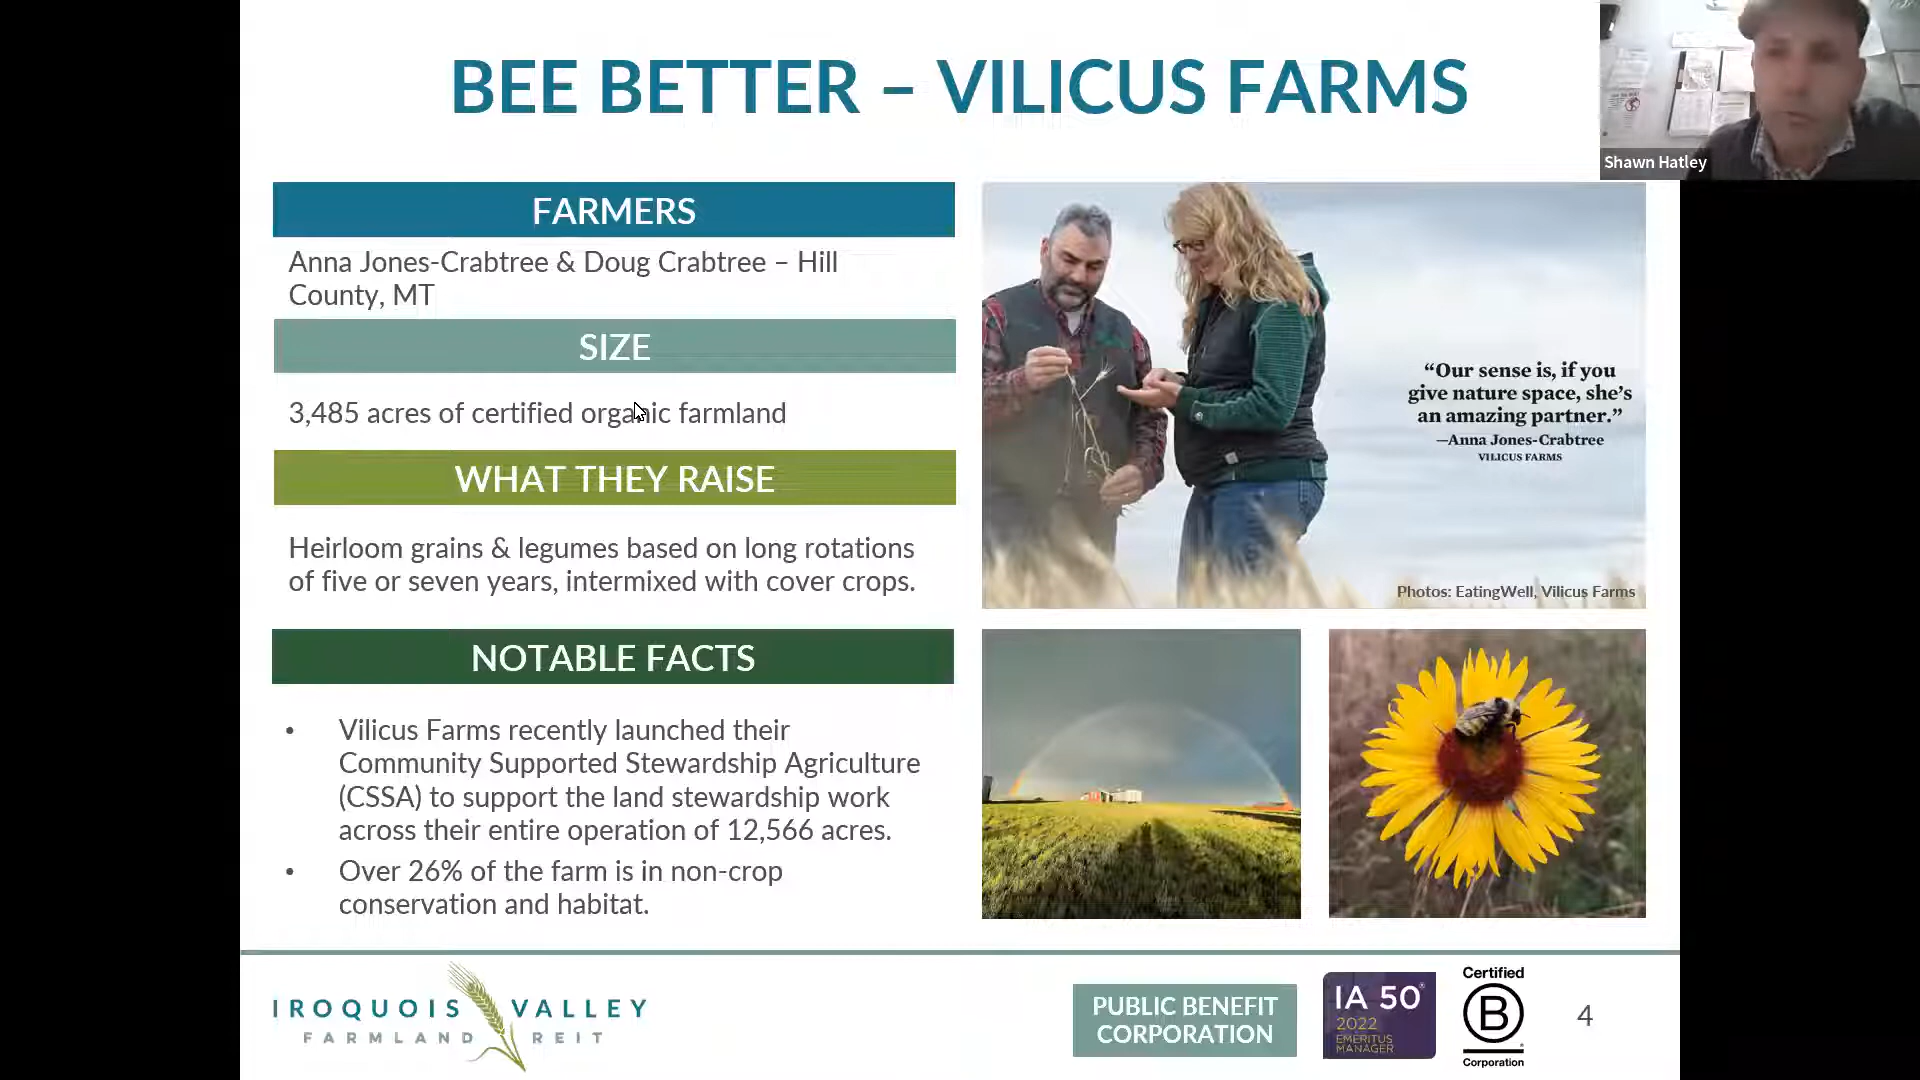 BEE BETTER – VILICUS FARMS
Shawn Hatley
FARMERS
Anna Jones-Crabtree & Doug Crabtree – Hill
County, MT
SIZE
3,485 acres of certified organic farmland
WHAT THEY RAISE
Heirloom grains & legumes based on long rotations
of five or seven years, intermixed with cover crops.
NOTABLE FACTS
• Vilicus Farms recently launched their
Community Supported Stewardship Agriculture
(CSSA) to support the land stewardship work
across their entire operation of 12,566 acres.
• Over 26% of the farm is in non-crop
conservation and habitat.
“Our sense is, if you
give nature space, she’s
an amazing partner.”
—Anna Jones-Crabtree
VILICUS FARMS
Photos: EatingWell, Vilicus Farms
IROQUOIS VALLEY
FARMLAND REIT
PUBLIC BENEFIT
CORPORATION
IA 50
2022
EMERITUS
MANAGER
Certified
B
Corporation
4